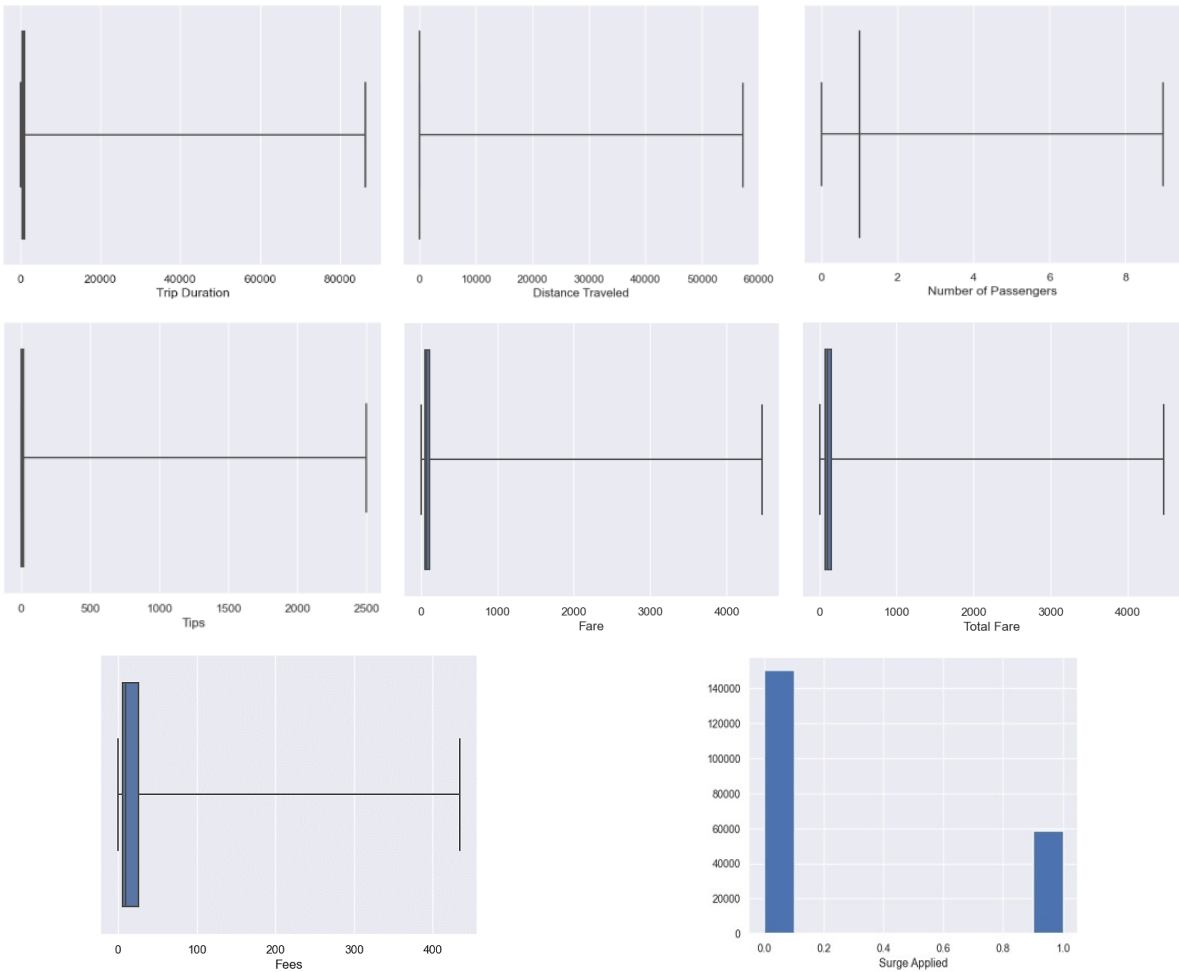 0 20000 40000 60000 80000
Trip Duration
0 10000 20000 30000 40000 50000 60000
Distance Traveled
0 2 4 6 8
Number of Passengers
0 500 1000 1500 2000 2500
Tips
0 1000 2000 3000 4000
Fare
0 1000 2000 3000 4000
Total Fare
0 100 200 300 400
Fees
140000
120000
100000
80000
60000
40000
20000
0
0.0 0.2 0.4 0.6 0.8 1.0
Surge Applied